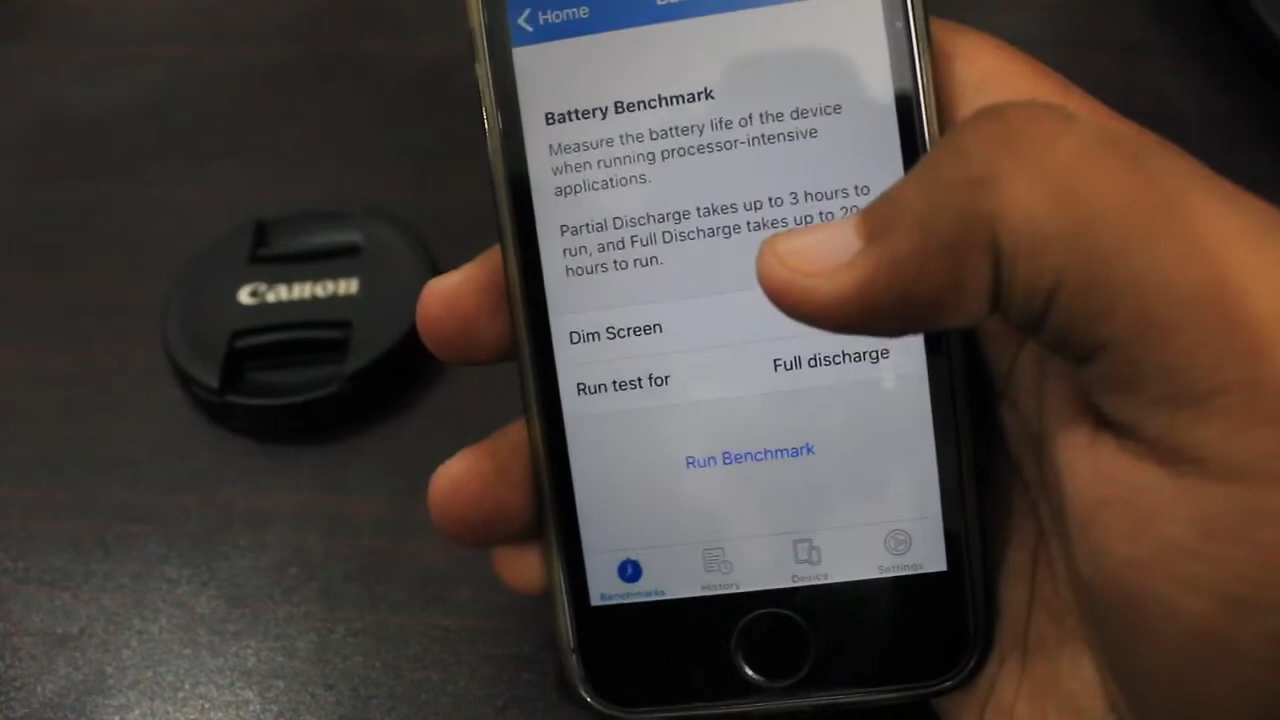 Home
Battery Benchmark
Measure the battery life of the device
when running processor-intensive
applications.
Partial Discharge takes up to 3 hours to
run, and Full Discharge takes up to 20
hours to run.
Canon
Dim Screen
Run test for
Full discharge
Run Benchmark
Benchmarks
History
Device
Settings